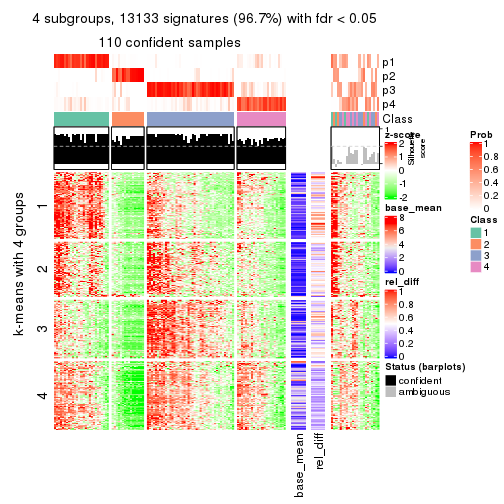 4 subgroups, 13133 signatures (96.7%) with fdr < 0.05
110 confident samples
p1
p2
p3
p4
Class
1
Silhouette
score
z-score
2
1
0
-1
-2
Prob
1
0.8
0.6
0.4
0.2
0
base_mean
8
6
4
2
0
Class
1
2
3
4
rel_diff
1
0.8
0.6
0.4
0.2
0
Status (barplots)
confident
ambiguous
k-means with 4 groups
1
2
3
4
base_mean
rel_diff